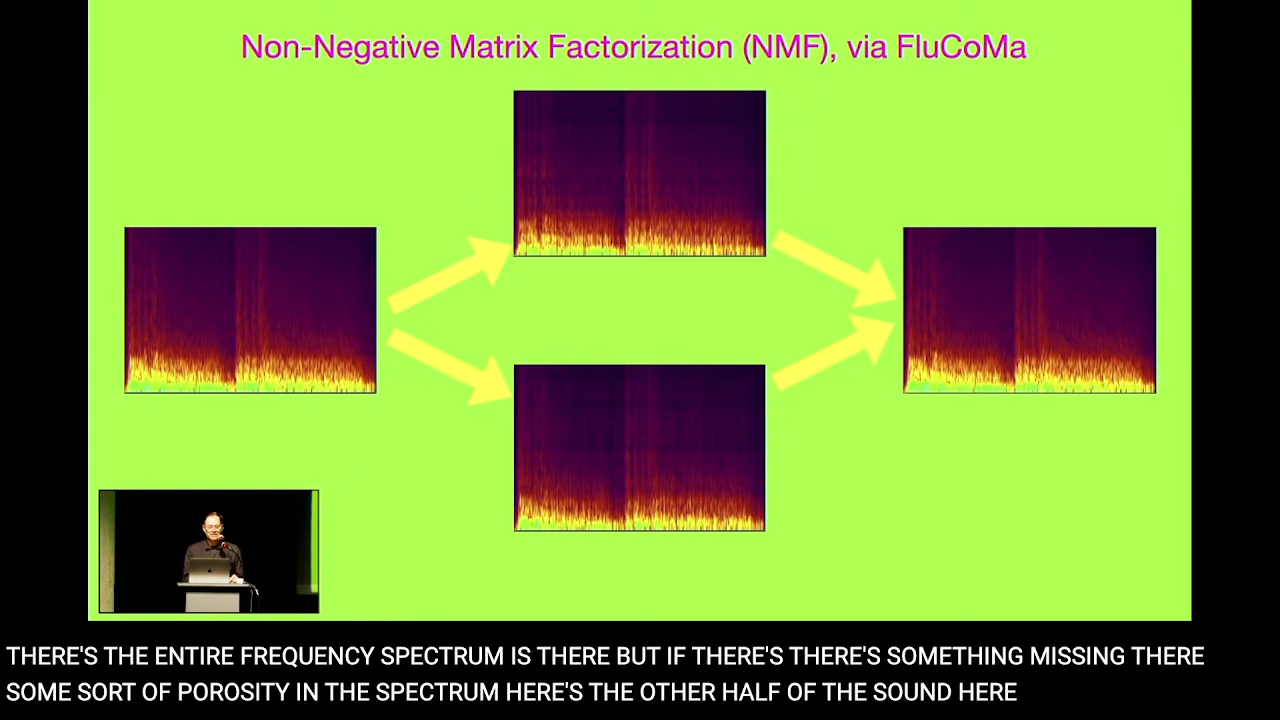 Non-Negative Matrix Factorization (NMF), via FluCoMa
THERE'S THE ENTIRE FREQUENCY SPECTRUM IS THERE BUT IF THERE'S THERE'S SOMETHING MISSING THERE
SOME SORT OF POROSITY IN THE SPECTRUM HERE'S THE OTHER HALF OF THE SOUND HERE